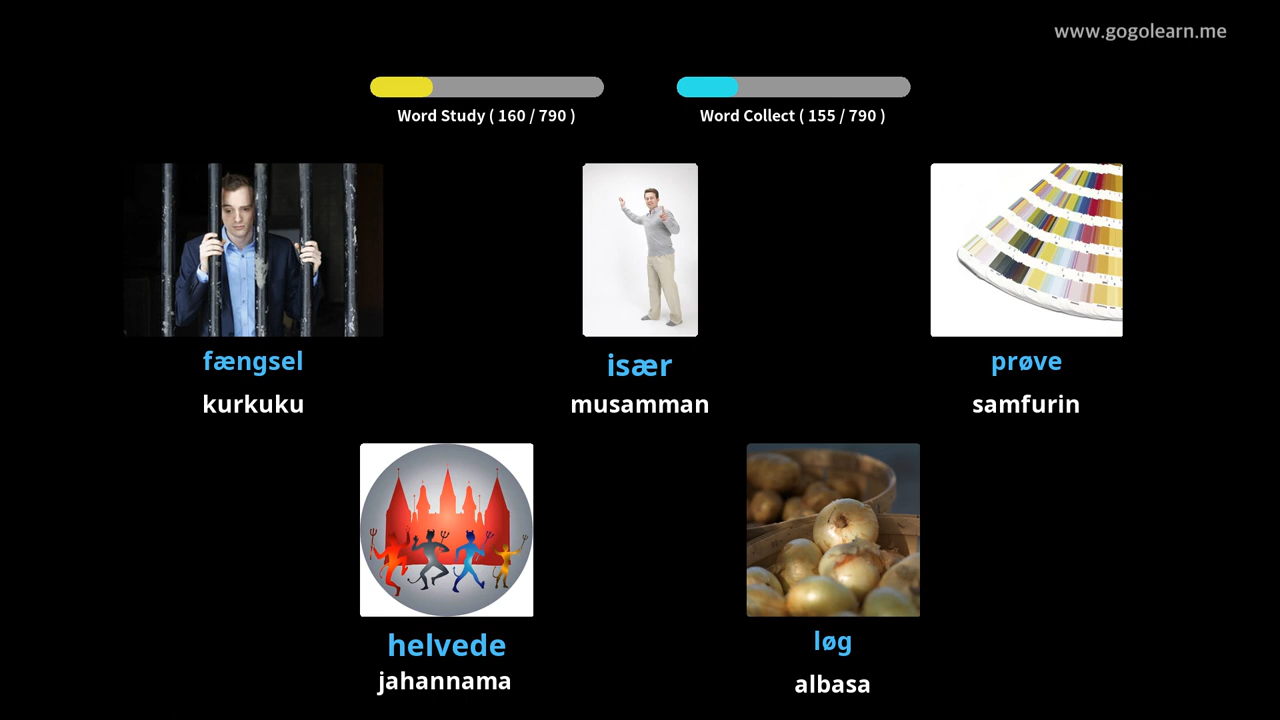 www.gogolearn.me
Word Study ( 160 / 790 )
Word Collect ( 155 / 790 )
fængsel
især
prøve
kurkuku
musamman
samfurin
helvede
løg
jahannama
albasa